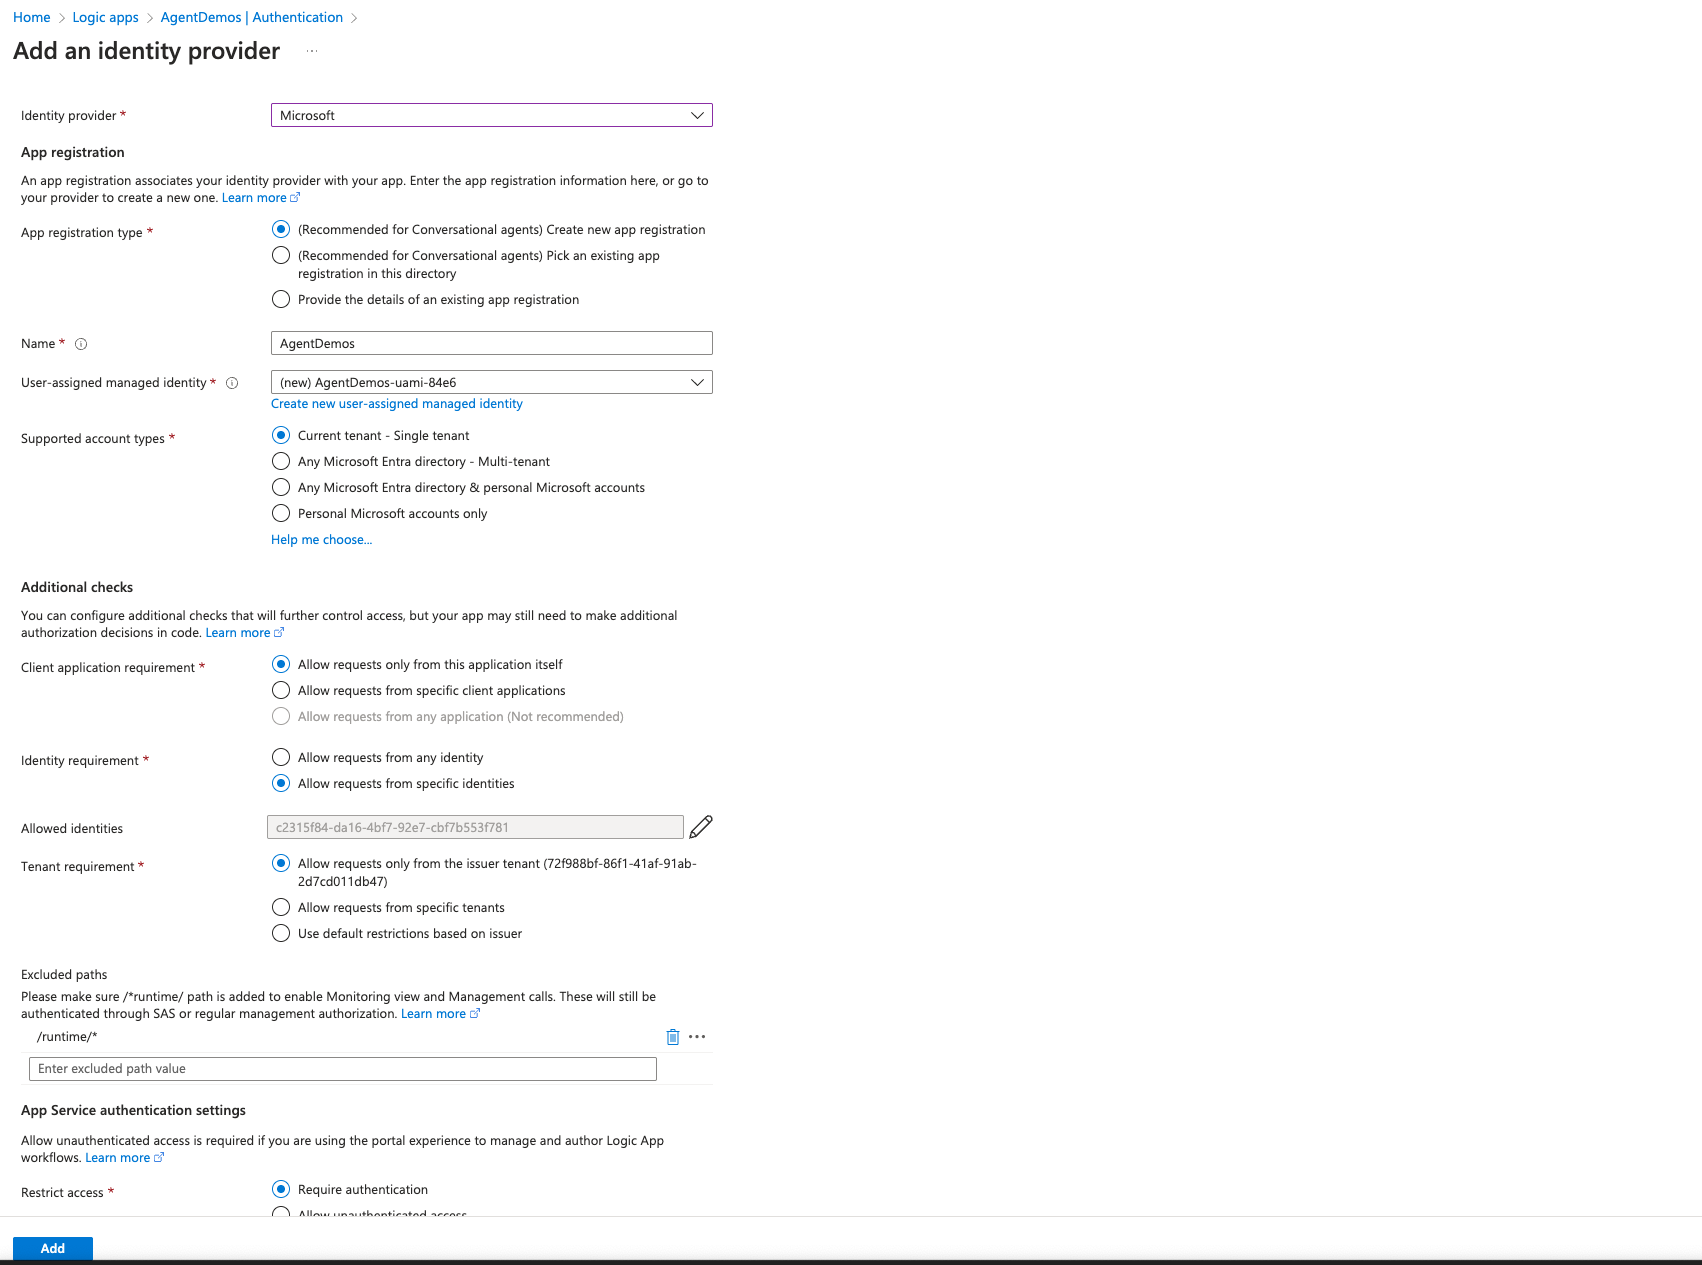 Home > Logic apps > AgentDemos | Authentication >
Add an identity provider ...
Identity provider * Microsoft
App registration
An app registration associates your identity provider with your app. Enter the app registration information here, or go to
your provider to create a new one. Learn more
App registration type * (Recommended for Conversational agents) Create new app registration
(Recommended for Conversational agents) Pick an existing app
registration in this directory
Provide the details of an existing app registration
Name * AgentDemos
User-assigned managed identity * (new) AgentDemos-uami-84e6
Create new user-assigned managed identity
Supported account types * Current tenant - Single tenant
Any Microsoft Entra directory - Multi-tenant
Any Microsoft Entra directory & personal Microsoft accounts
Personal Microsoft accounts only
Help me choose...
Additional checks
You can configure additional checks that will further control access, but your app may still need to make additional
authorization decisions in code. Learn more
Client application requirement * Allow requests only from this application itself
Allow requests from specific client applications
Allow requests from any application (Not recommended)
Identity requirement * Allow requests from any identity
Allow requests from specific identities
Allowed identities c2315f84-da16-4bf7-92e7-cbf7b553f781
Tenant requirement * Allow requests only from the issuer tenant (72f988bf-86f1-41af-91ab-
2d7cd011db47)
Allow requests from specific tenants
Use default restrictions based on issuer
Excluded paths
Please make sure /*runtime/ path is added to enable Monitoring view and Management calls. These will still be
authenticated through SAS or regular management authorization. Learn more
/runtime/*
Enter excluded path value
App Service authentication settings
Allow unauthenticated access is required if you are using the portal experience to manage and author Logic App
workflows. Learn more
Restrict access * Require authentication
Allow unauthenticated access
Add